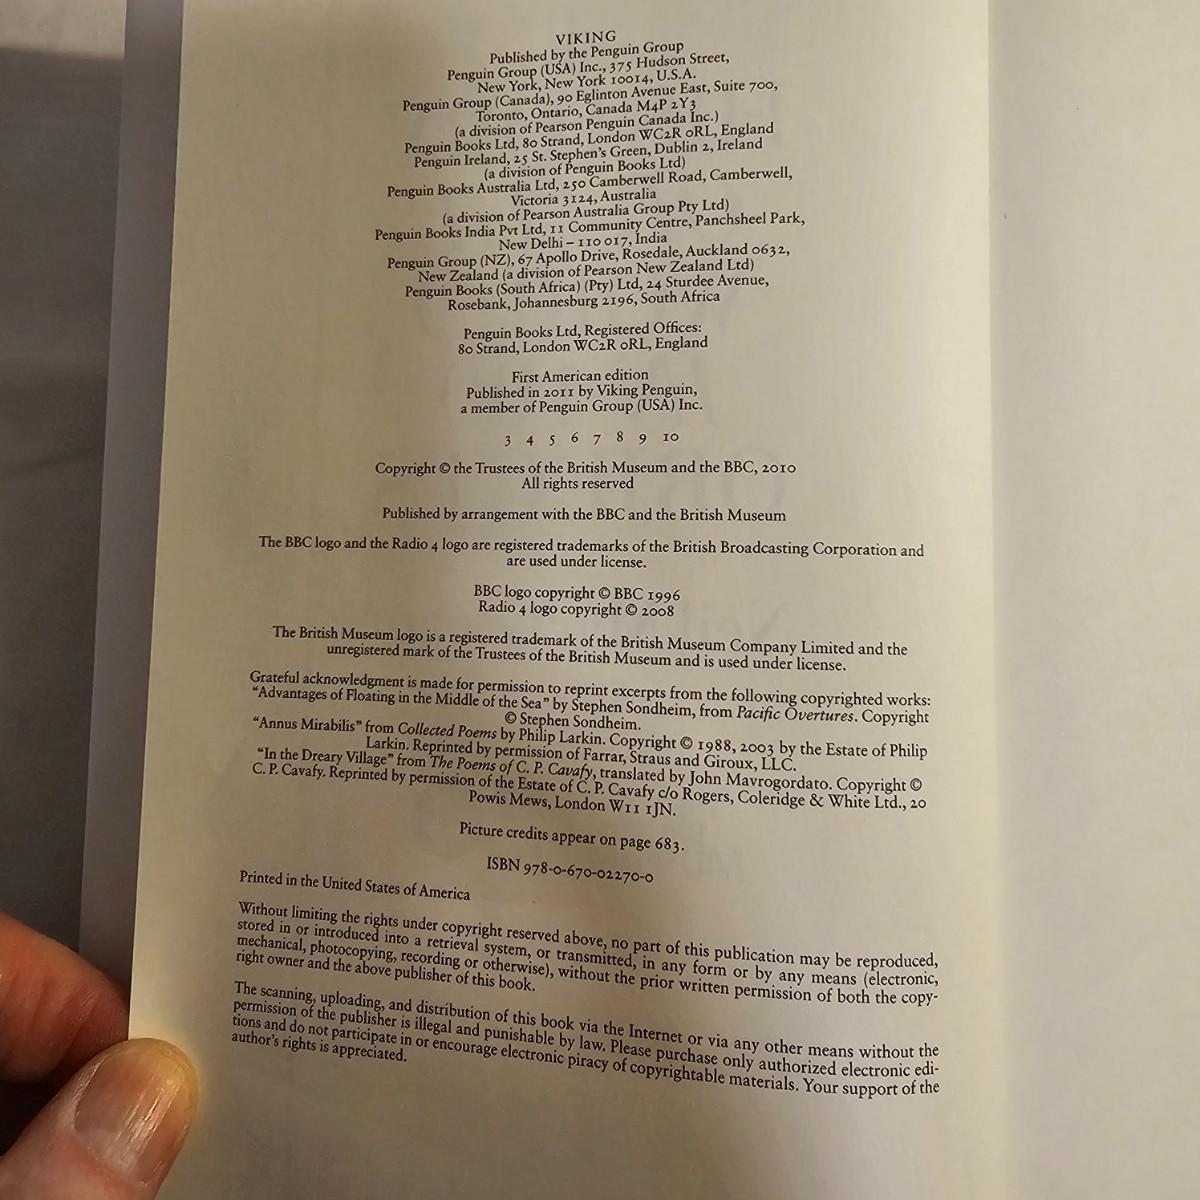 VIKING
Published by the Penguin Group
Penguin Group (USA) Inc., 375 Hudson Street,
New York, New York 10014, U.S.A.
Penguin Group (Canada), 90 Eglinton Avenue East, Suite 700,
Toronto, Ontario, Canada M4P 2Y3
(a division of Pearson Penguin Canada Inc.)
Penguin Books Ltd, 80 Strand, London WC2R 0RL, England
Penguin Ireland, 25 St. Stephen's Green, Dublin 2, Ireland
(a division of Penguin Books Ltd)
Penguin Books Australia Ltd, 250 Camberwell Road, Camberwell,
Victoria 3124, Australia
(a division of Pearson Australia Group Pty Ltd)
Penguin Books India Pvt Ltd, 11 Community Centre, Panchsheel Park,
New Delhi – 110 017, India
Penguin Group (NZ), 67 Apollo Drive, Rosedale, Auckland 0632,
New Zealand (a division of Pearson New Zealand Ltd)
Penguin Books (South Africa) (Pty) Ltd, 24 Sturdee Avenue,
Rosebank, Johannesburg 2196, South Africa
Penguin Books Ltd, Registered Offices:
80 Strand, London WC2R 0RL, England
First American edition
Published in 2011 by Viking Penguin,
a member of Penguin Group (USA) Inc.
3 4 5 6 7 8 9 10
Copyright © the Trustees of the British Museum and the BBC, 2010
All rights reserved
Published by arrangement with the BBC and the British Museum
The BBC logo and the Radio 4 logo are registered trademarks of the British Broadcasting Corporation and
are used under license.
BBC logo copyright © BBC 1996
Radio 4 logo copyright © 2008
The British Museum logo is a registered trademark of the British Museum Company Limited and the
unregistered mark of the Trustees of the British Museum and is used under license.
Grateful acknowledgment is made for permission to reprint excerpts from the following copyrighted works:
"Advantages of Floating in the Middle of the Sea" by Stephen Sondheim, from Pacific Overtures. Copyright
© Stephen Sondheim.
"Annus Mirabilis" from Collected Poems by Philip Larkin. Copyright © 1988, 2003 by the Estate of Philip
Larkin. Reprinted by permission of Farrar, Straus and Giroux, LLC.
"In the Dreary Village" from The Poems of C. P. Cavafy, translated by John Mavrogordato. Copyright ©
C. P. Cavafy. Reprinted by permission of the Estate of C. P. Cavafy c/o Rogers, Coleridge & White Ltd., 20
Powis Mews, London W11 1JN.
Picture credits appear on page 683.
ISBN 978-0-670-02270-0
Printed in the United States of America
Without limiting the rights under copyright reserved above, no part of this publication may be reproduced,
stored in or introduced into a retrieval system, or transmitted, in any form or by any means (electronic,
mechanical, photocopying, recording or otherwise), without the prior written permission of both the copy-
right owner and the above publisher of this book.
The scanning, uploading, and distribution of this book via the Internet or via any other means without the
permission of the publisher is illegal and punishable by law. Please purchase only authorized electronic edi-
tions and do not participate in or encourage electronic piracy of copyrightable materials. Your support of the
author's rights is appreciated.